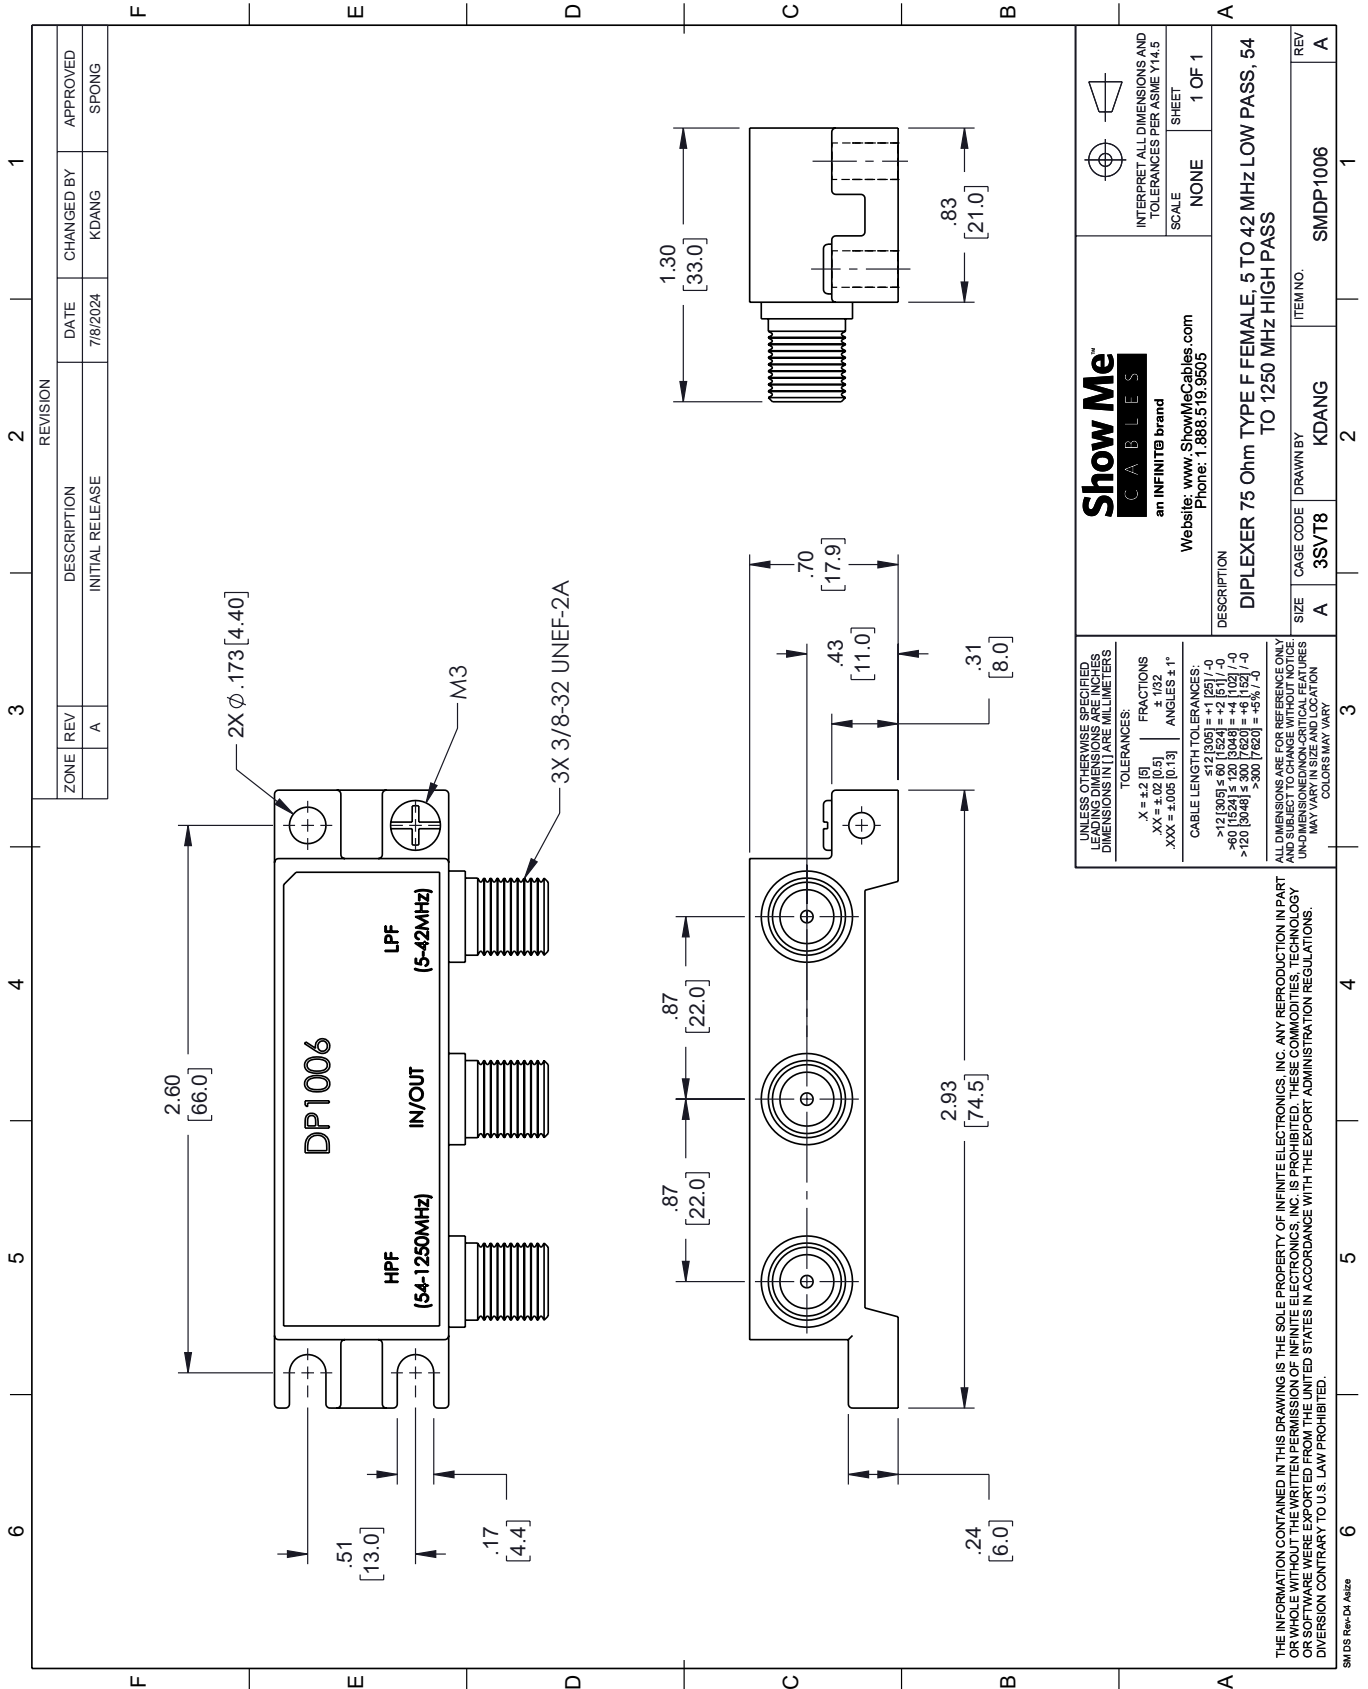 6
5
4
3
2
1
F
E
D
C
B
A
REVISION
ZONE REV DESCRIPTION DATE CHANGED BY APPROVED
A INITIAL RELEASE 7/8/2024 KDANG SPONG
2.60
[66.0]
2X Ø .173 [4.40]
M3
3X 3/8-32 UNEF-2A
.51
[13.0]
.17
[4.4]
DP1006
HPF
(54-1250MHz)
IN/OUT
LPF
(5-42MHz)
.87
[22.0]
.87
[22.0]
2.93
[74.5]
.24
[6.0]
.70
[17.9]
.43
[11.0]
.31
[8.0]
1.30
[33.0]
.83
[21.0]
UNLESS OTHERWISE SPECIFIED
LEADING DIMENSIONS ARE INCHES
DIMENSIONS IN [ ] ARE MILLIMETERS
TOLERANCES:
.X = ±.2 [5] FRACTIONS
.XX = ±.02 [0.5] ± 1/32
.XXX = ±.005 [0.13] ANGLES ± 1°
CABLE LENGTH TOLERANCES:
≤12 [305] = +1 [25] / -0
>12 [305] ≤ 60 [1524] = +2 [51] / -0
>60 [1524] ≤ 120 [3048] = +4 [102] / -0
>120 [3048] ≤ 300 [7620] = +6 [152] / -0
>300 [7620] = +5% / -0
ALL DIMENSIONS ARE FOR REFERENCE ONLY
AND SUBJECT TO CHANGE WITHOUT NOTICE.
UN-DIMENSIONED/NON-CRITICAL FEATURES
MAY VARY IN SIZE AND LOCATION
COLORS MAY VARY
Show Me™
CABLES
an INFINIT® brand
Website: www.ShowMeCables.com
Phone: 1.888.519.9505
INTERPRET ALL DIMENSIONS AND
TOLERANCES PER ASME Y14.5
SCALE
NONE
SHEET
1 OF 1
DESCRIPTION
DIPLEXER 75 Ohm TYPE F FEMALE, 5 TO 42 MHz LOW PASS, 54
TO 1250 MHz HIGH PASS
SIZE
A
CAGE CODE
3SVT8
DRAWN BY
KDANG
ITEM NO.
SMDP1006
REV
A
THE INFORMATION CONTAINED IN THIS DRAWING IS THE SOLE PROPERTY OF INFINITE ELECTRONICS, INC. ANY REPRODUCTION IN PART
OR WHOLE WITHOUT THE WRITTEN PERMISSION OF INFINITE ELECTRONICS, INC. IS PROHIBITED. THESE COMMODITIES, TECHNOLOGY
OR SOFTWARE WERE EXPORTED FROM THE UNITED STATES IN ACCORDANCE WITH THE EXPORT ADMINISTRATION REGULATIONS.
DIVERSION CONTRARY TO U.S. LAW PROHIBITED.
SM DS Rev-D4 Asize
6
5
4
3
2
1
F
E
D
C
B
A